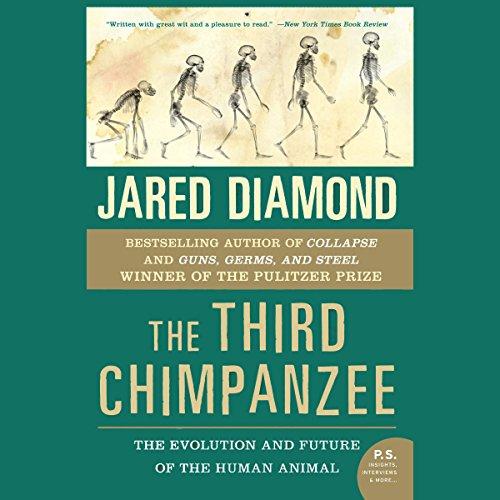 "Written with great wit and a pleasure to read." —New York Times Book Review
JARED DIAMOND
BESTSELLING AUTHOR OF COLLAPSE
AND GUNS, GERMS, AND STEEL
WINNER OF THE PULITZER PRIZE
THE THIRD
CHIMPANZEE
THE EVOLUTION AND FUTURE
OF THE HUMAN ANIMAL
P.S.
INSIGHTS,
INTERVIEWS
& MORE...